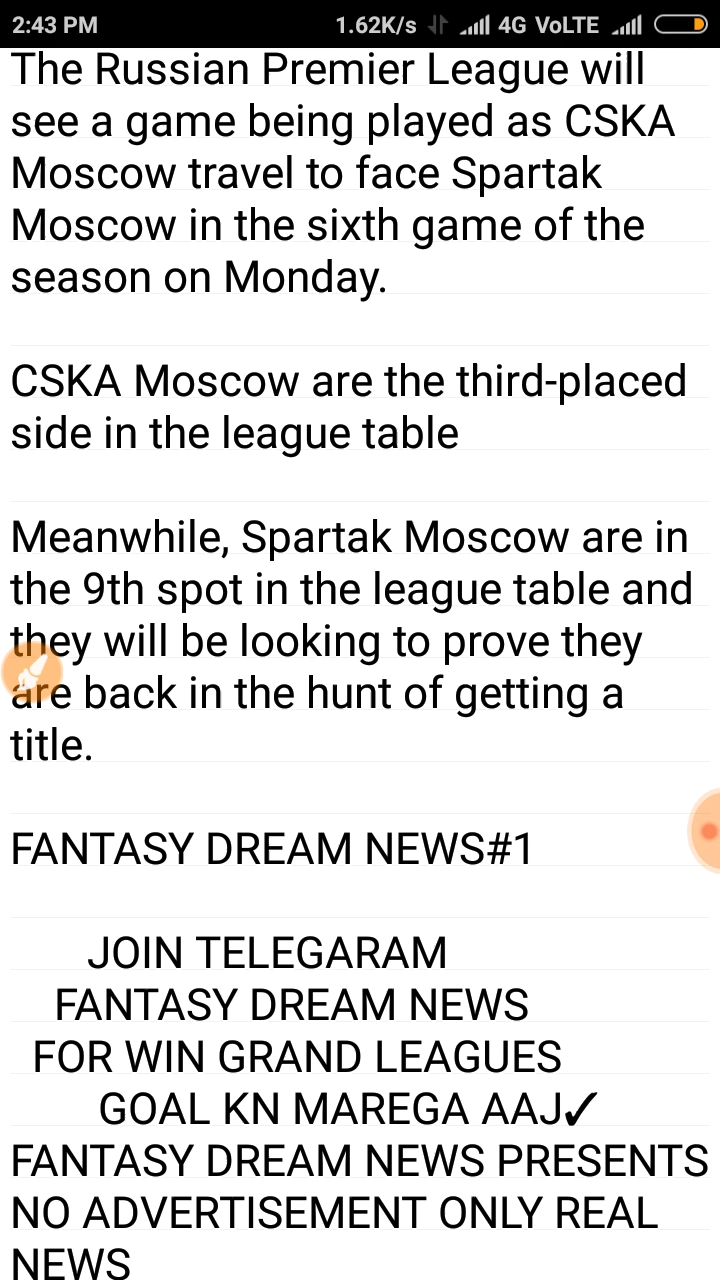 2:43 PM 1.62K/s 4G VoLTE
The Russian Premier League will
see a game being played as CSKA
Moscow travel to face Spartak
Moscow in the sixth game of the
season on Monday.
CSKA Moscow are the third-placed
side in the league table
Meanwhile, Spartak Moscow are in
the 9th spot in the league table and
they will be looking to prove they
are back in the hunt of getting a
title.
FANTASY DREAM NEWS#1
JOIN TELEGARAM
FANTASY DREAM NEWS
FOR WIN GRAND LEAGUES
GOAL KN MAREGA AAJ✓
FANTASY DREAM NEWS PRESENTS
NO ADVERTISEMENT ONLY REAL
NEWS